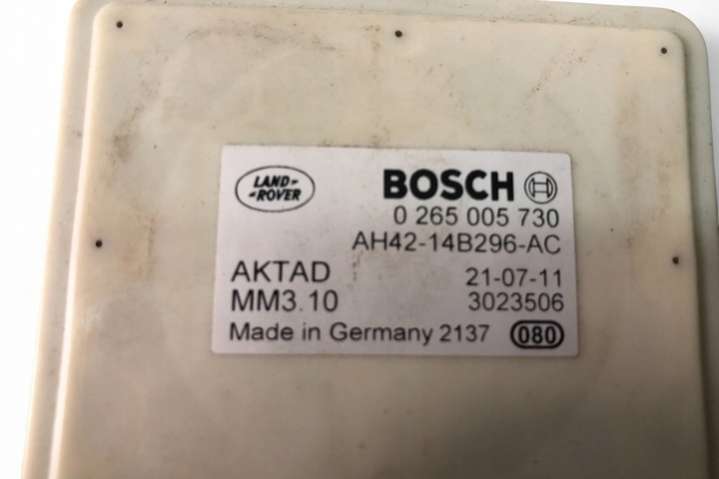 LAND-
-ROVER
BOSCH
0 265 005 730
AH42-14B296-AC
AKTAD 21-07-11
MM3.10 3023506
Made in Germany 2137 080